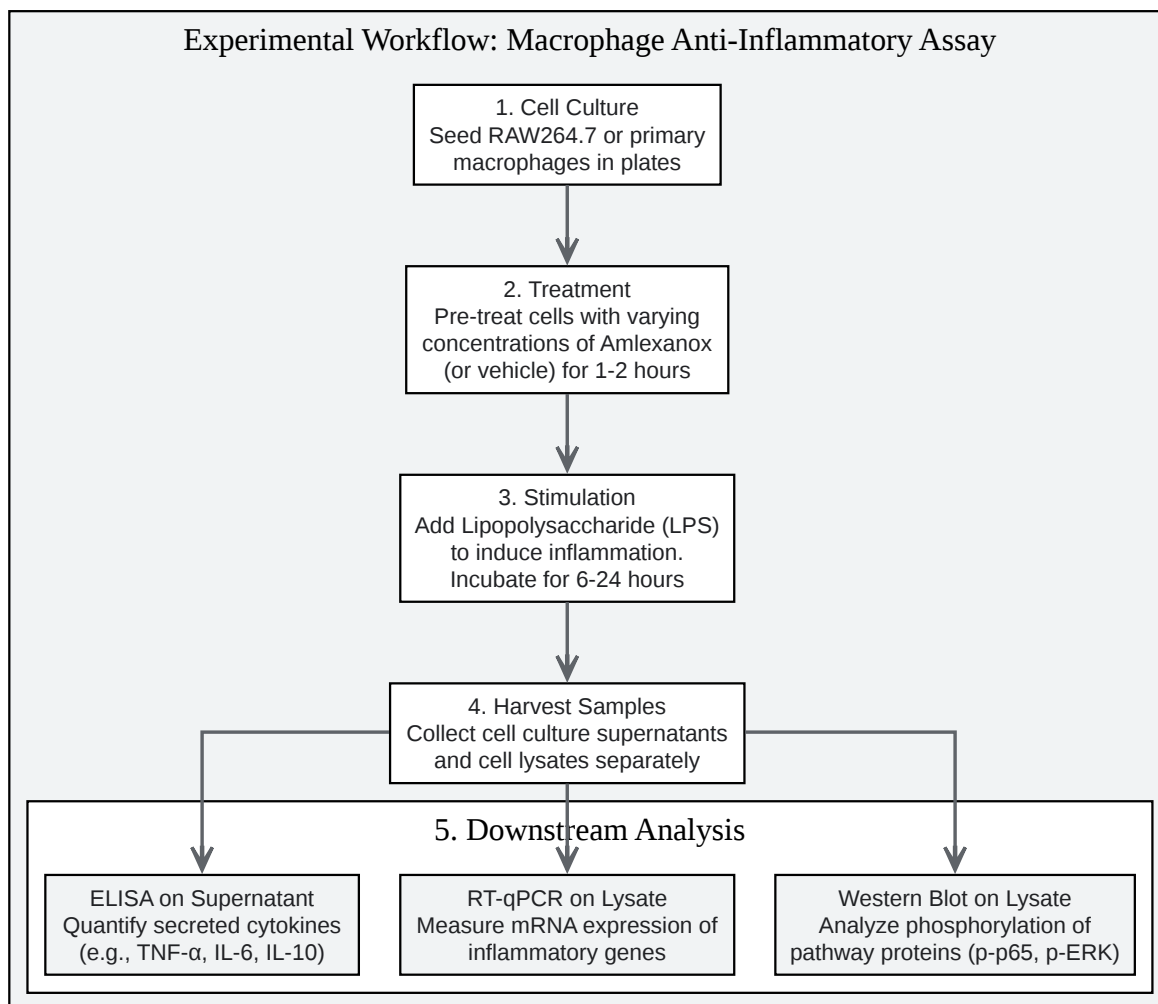 Experimental Workflow: Macrophage Anti-Inflammatory Assay
1. Cell Culture
Seed RAW264.7 or primary
macrophages in plates
2. Treatment
Pre-treat cells with varying
concentrations of Amlexanox
(or vehicle) for 1-2 hours
3. Stimulation
Add Lipopolysaccharide (LPS)
to induce inflammation.
Incubate for 6-24 hours
4. Harvest Samples
Collect cell culture supernatants
and cell lysates separately
5. Downstream Analysis
ELISA on Supernatant
Quantify secreted cytokines
(e.g., TNF-α, IL-6, IL-10)
RT-qPCR on Lysate
Measure mRNA expression of
inflammatory genes
Western Blot on Lysate
Analyze phosphorylation of
pathway proteins (p-p65, p-ERK)